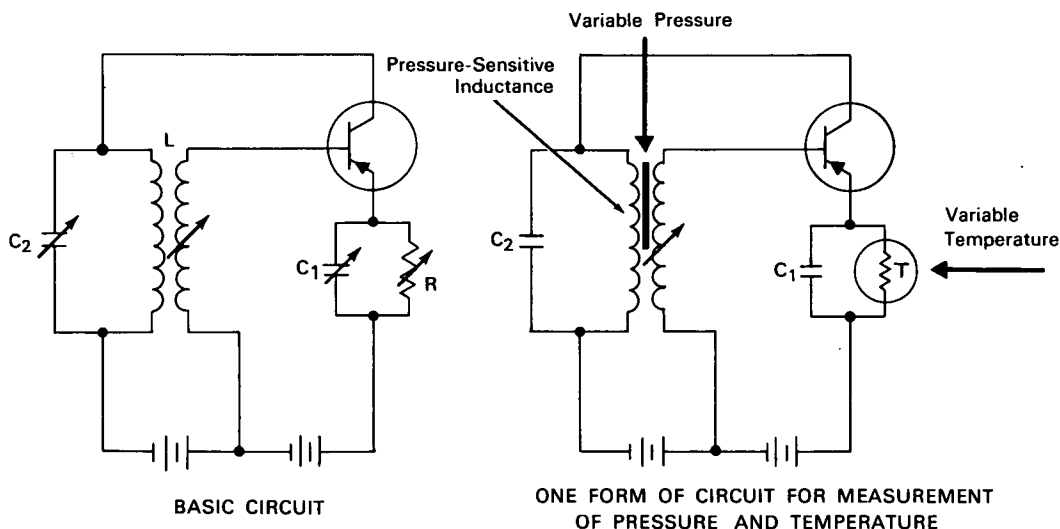 L
C2
C1
R
BASIC CIRCUIT
Variable Pressure
Pressure-Sensitive
Inductance
C2
C1
T
Variable
Temperature
ONE FORM OF CIRCUIT FOR MEASUREMENT
OF PRESSURE AND TEMPERATURE